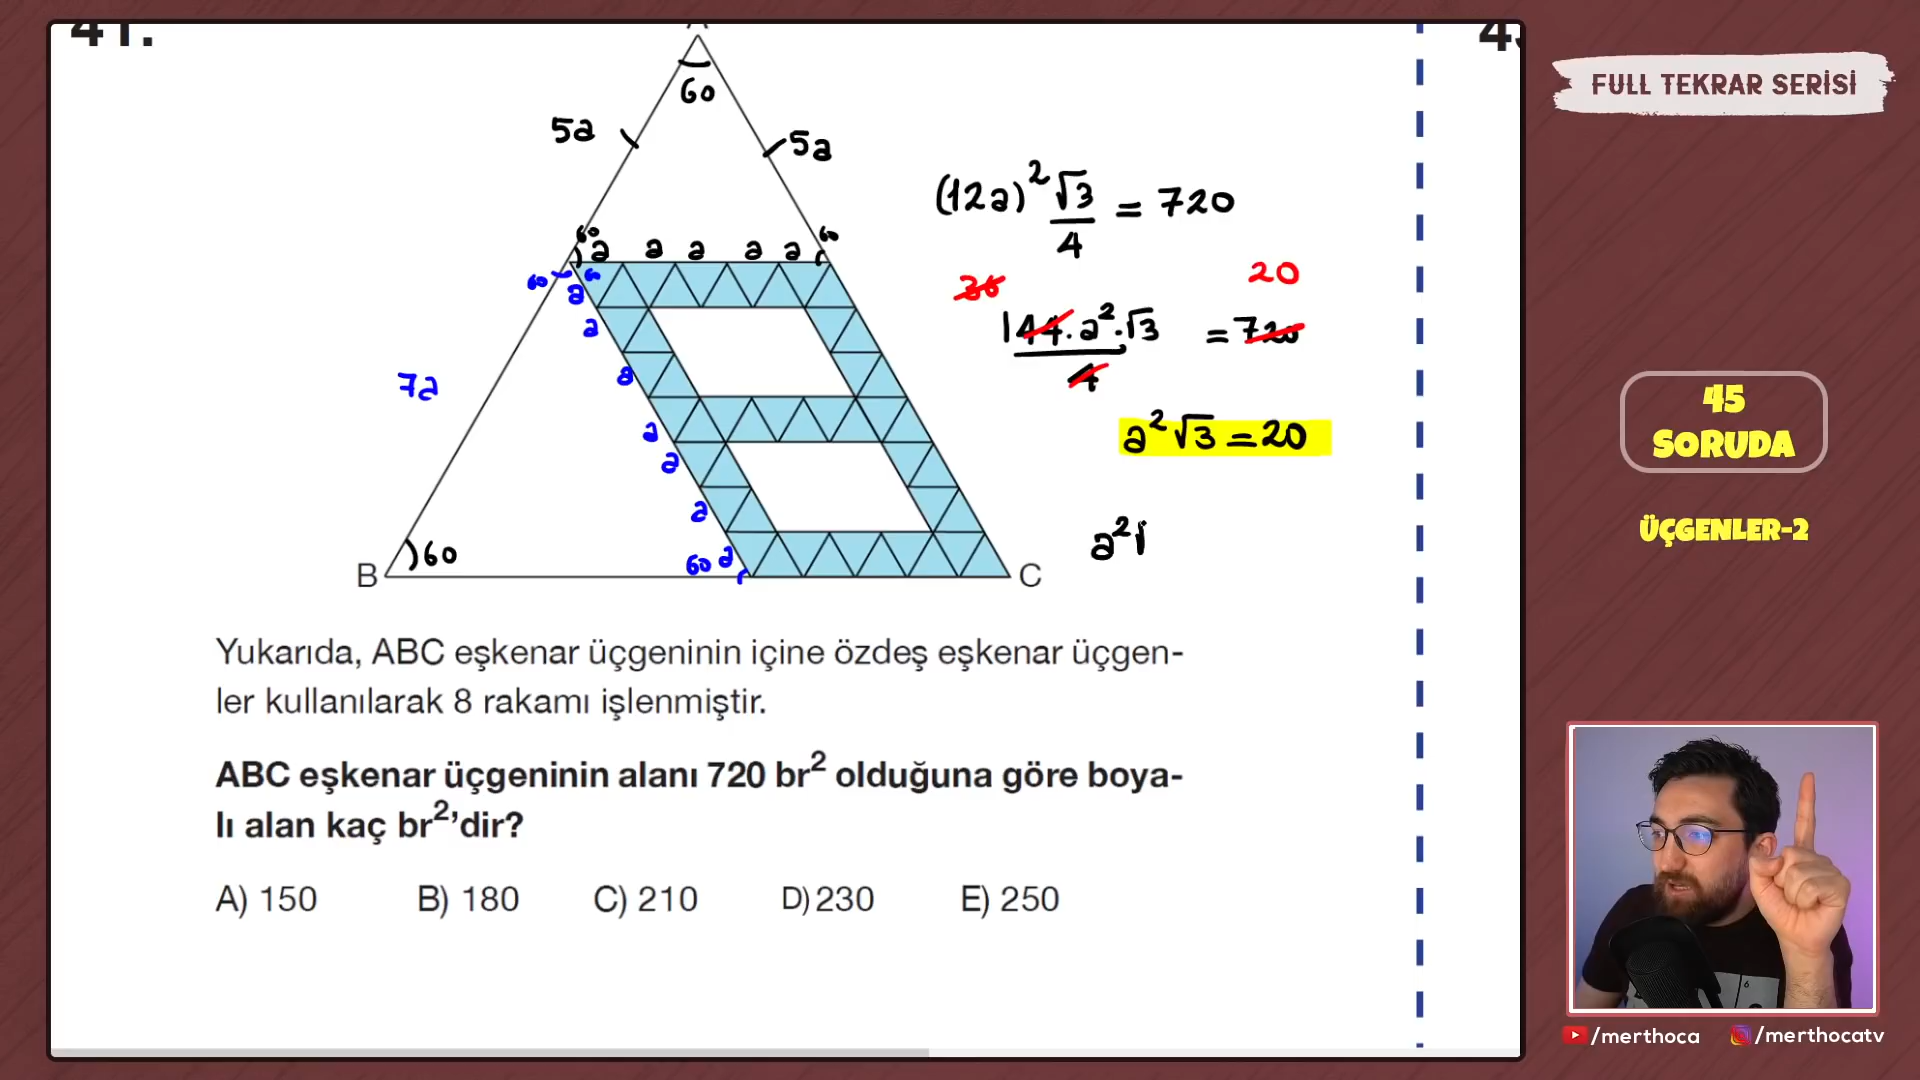 41.
60
5a
5a
60
a a a a a
60
60
60
a
a
a
a
a
a
a
7a
60
60
B
C
(12a)² √3/4 = 720
36
20
144.a².√3/4 = 720
a²√3 = 20
a²
Yukarıda, ABC eşkenar üçgeninin içine özdeş eşkenar üçgen-
ler kullanılarak 8 rakamı işlenmiştir.
ABC eşkenar üçgeninin alanı 720 br² olduğuna göre boya-
lı alan kaç br²’dir?
A) 150 B) 180 C) 210 D) 230 E) 250
FULL TEKRAR SERİSİ
45
SORUDA
ÜÇGENLER-2
/merthoca /merthocatv